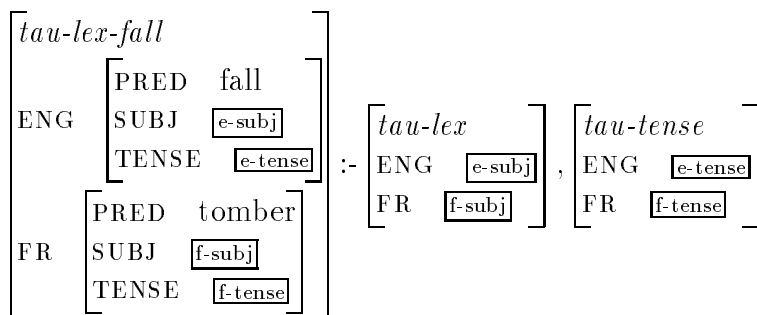 tau-lex-fall
ENG PRED fall
SUBJ e-subj
TENSE e-tense
FR PRED tomber
SUBJ f-subj
TENSE f-tense
:-
tau-lex
ENG e-subj
FR f-subj
,
tau-tense
ENG e-tense
FR f-tense